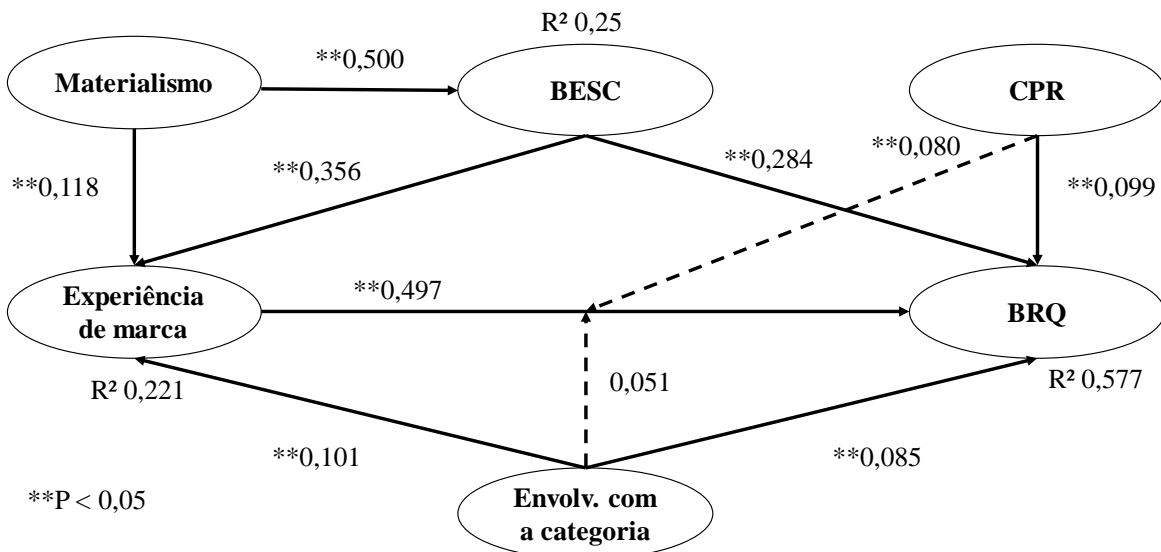 R² 0,25
**0,500
Materialismo
BESC
CPR
**0,284
**0,080
**0,356
**0,118
**0,099
**0,497
Experiência
de marca
BRQ
R² 0,221
0,051
R² 0,577
**0,101
**0,085
**P < 0,05
Envolv. com
a categoria